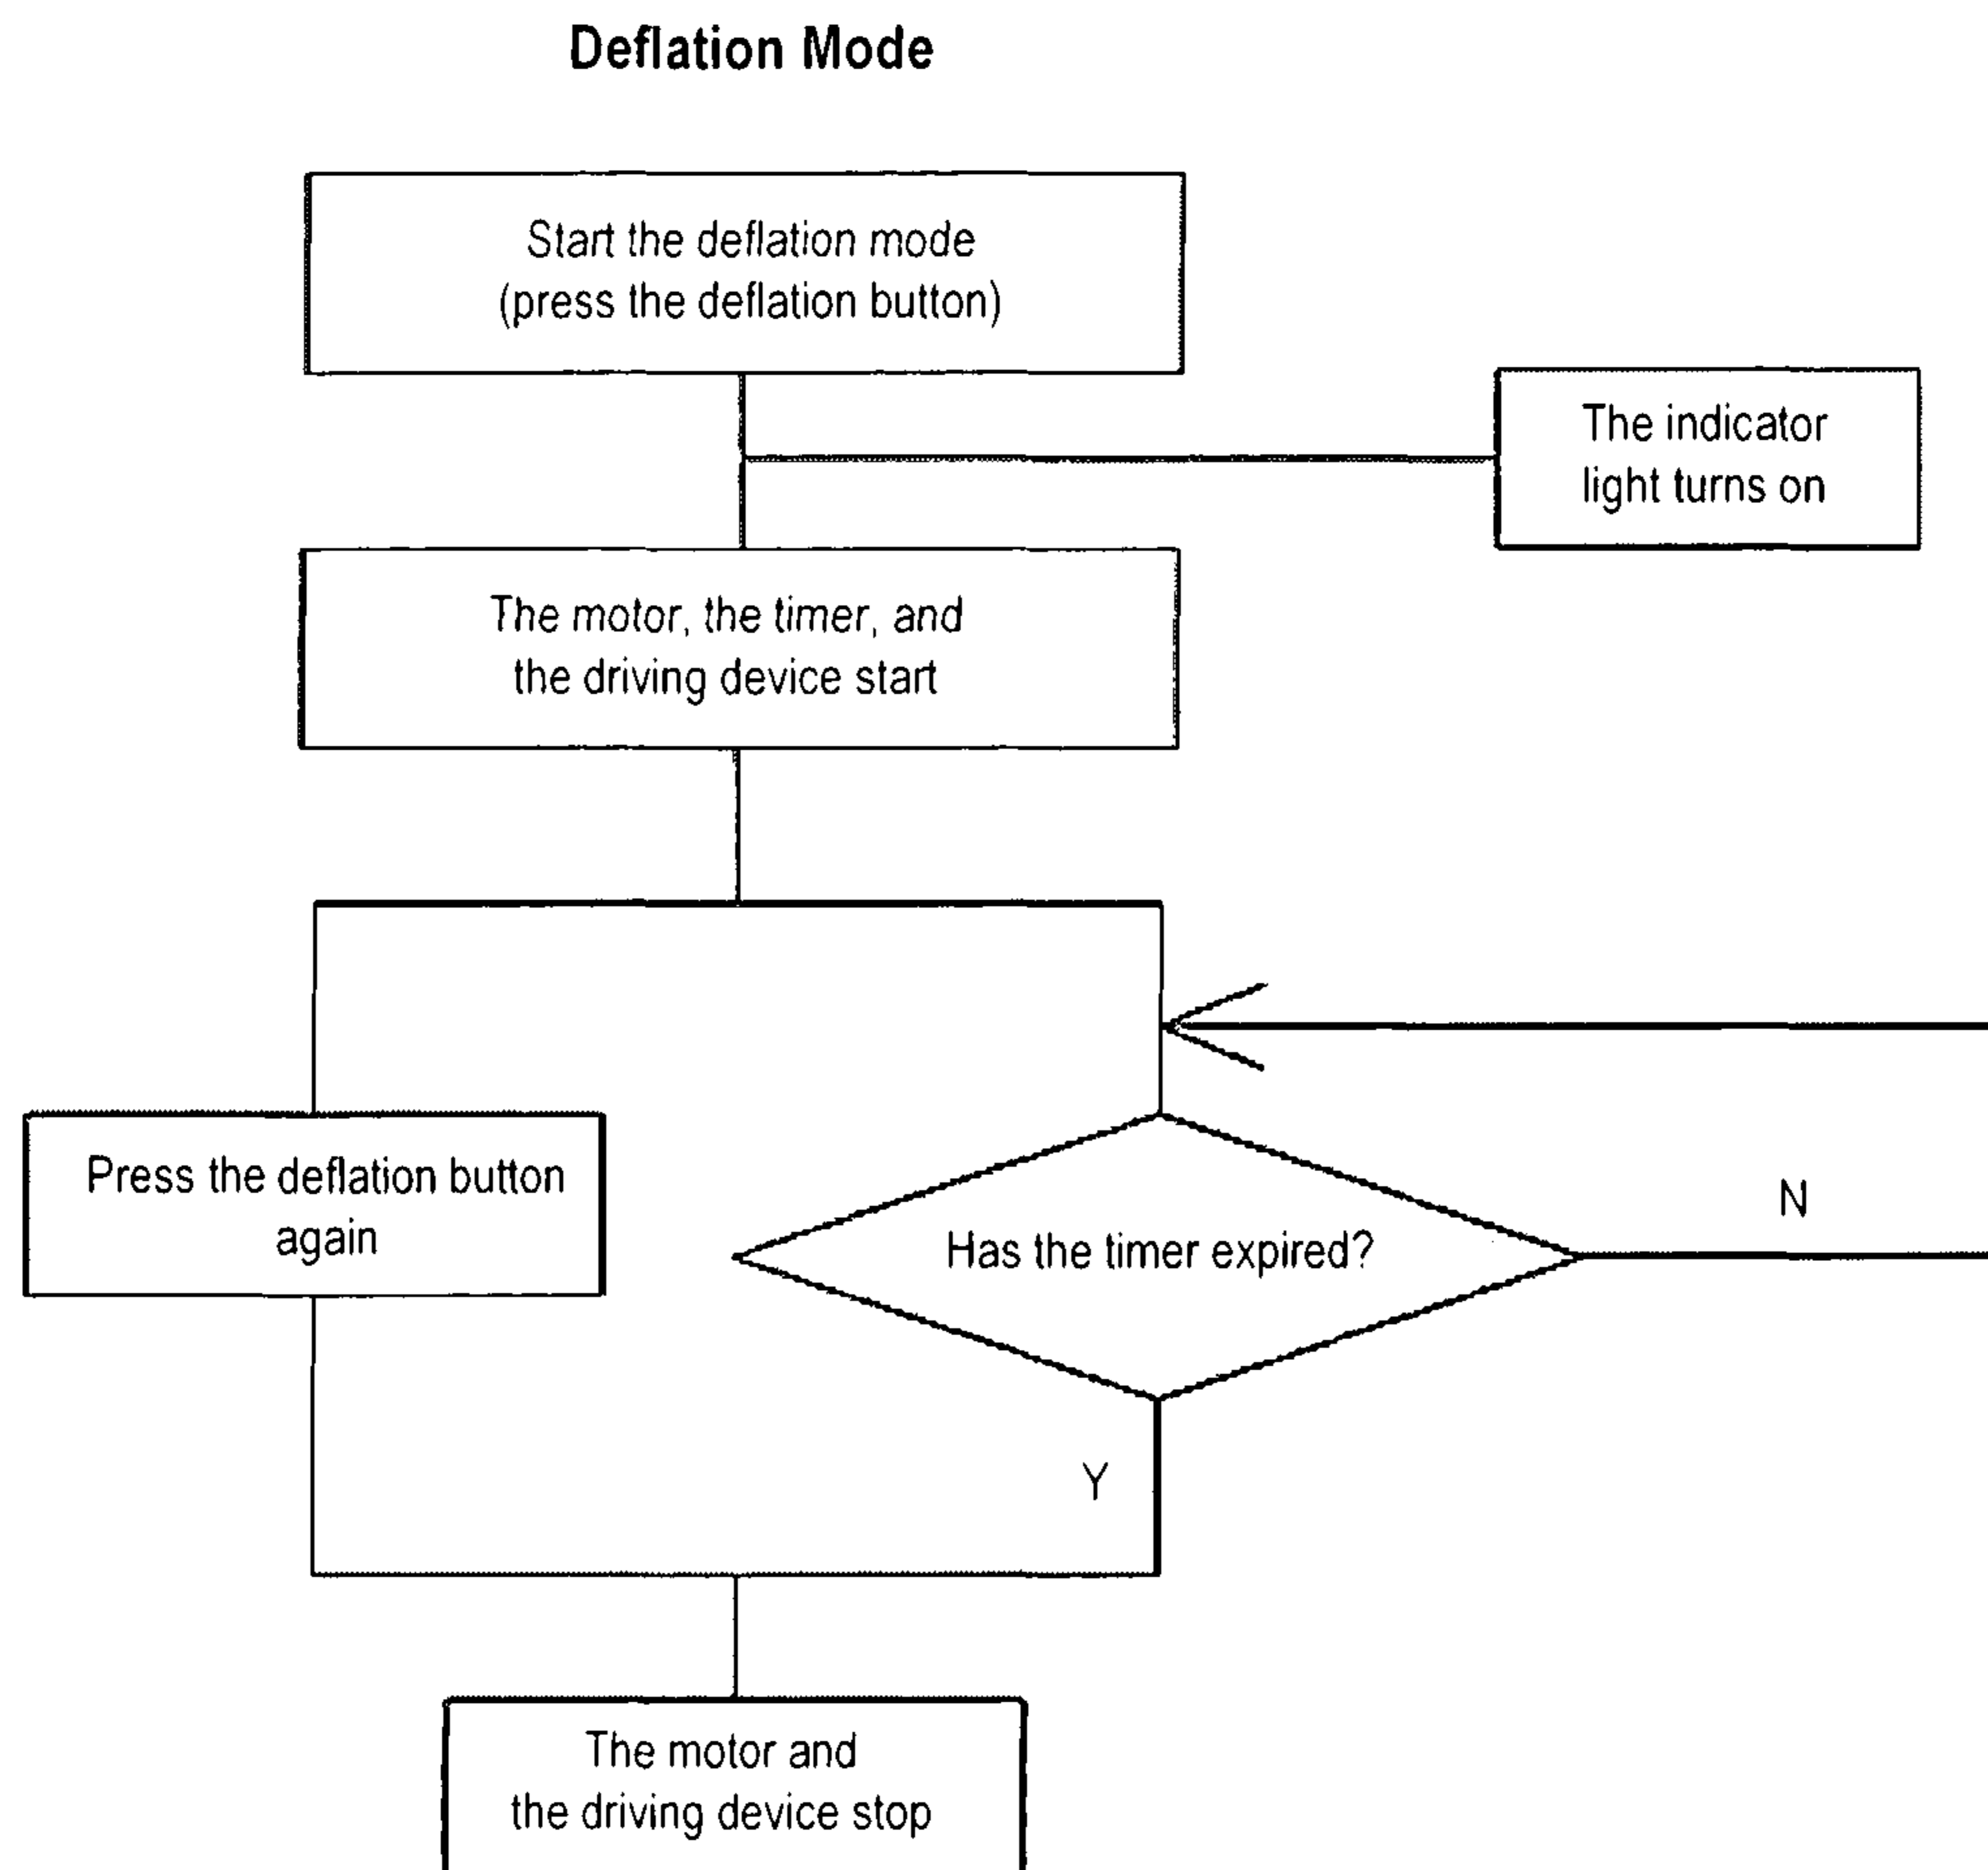 Deflation Mode
Start the deflation mode
(press the deflation button)
The indicator
light turns on
The motor, the timer, and
the driving device start
Press the deflation button
again
Has the timer expired?
N
Y
The motor and
the driving device stop